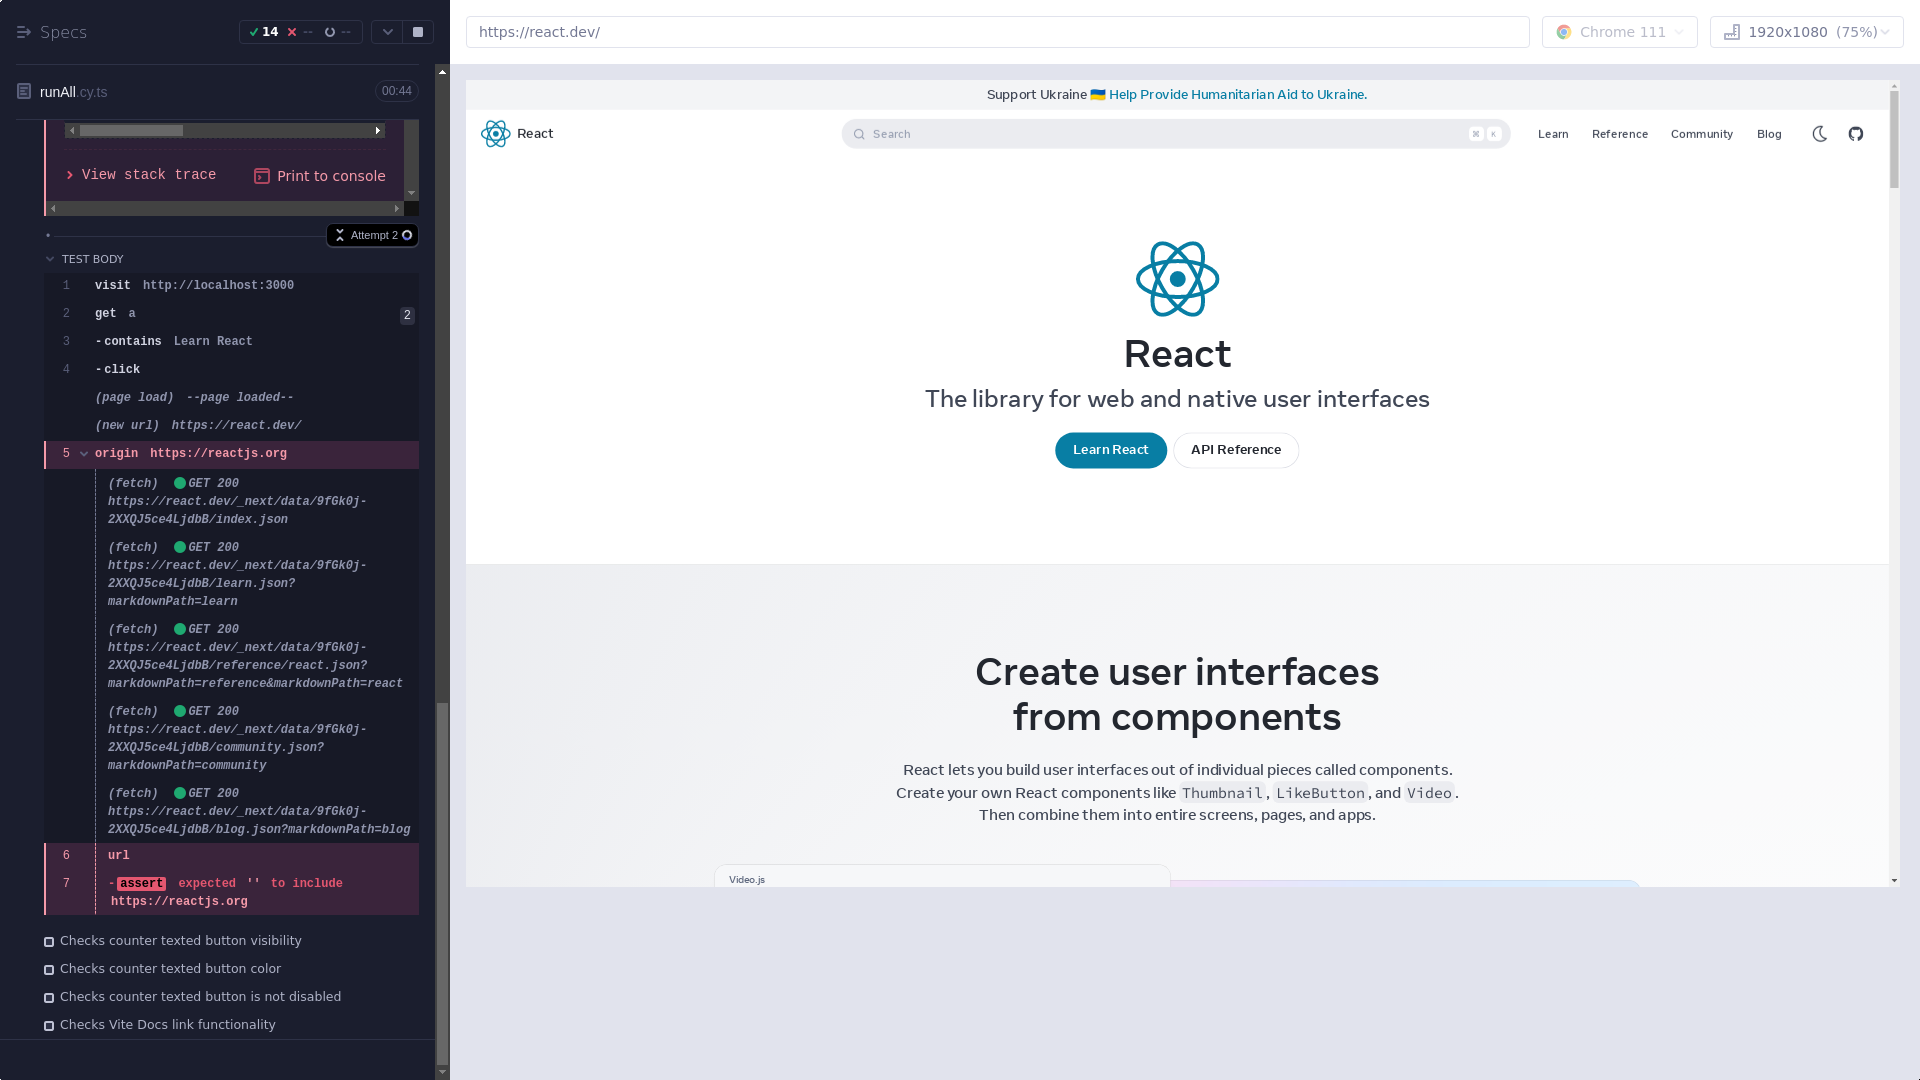 Specs
14
--
--
runAll.cy.ts
00:44
View stack trace
Print to console
Attempt 2
TEST BODY
1 visit http://localhost:3000
2 get a 2
3 -contains Learn React
4 -click
(page load) --page loaded--
(new url) https://react.dev/
5 origin https://reactjs.org
(fetch) GET 200
https://react.dev/_next/data/9fGk0j-
2XXQJ5ce4LjdbB/index.json
(fetch) GET 200
https://react.dev/_next/data/9fGk0j-
2XXQJ5ce4LjdbB/learn.json?
markdownPath=learn
(fetch) GET 200
https://react.dev/_next/data/9fGk0j-
2XXQJ5ce4LjdbB/reference/react.json?
markdownPath=reference&markdownPath=react
(fetch) GET 200
https://react.dev/_next/data/9fGk0j-
2XXQJ5ce4LjdbB/community.json?
markdownPath=community
(fetch) GET 200
https://react.dev/_next/data/9fGk0j-
2XXQJ5ce4LjdbB/blog.json?markdownPath=blog
6 url
7 -assert expected '' to include
https://reactjs.org
Checks counter texted button visibility
Checks counter texted button color
Checks counter texted button is not disabled
Checks Vite Docs link functionality
https://react.dev/
Chrome 111
1920x1080 (75%)
Support Ukraine 🇺🇦 Help Provide Humanitarian Aid to Ukraine.
React
Search
⌘ K
Learn
Reference
Community
Blog
React
The library for web and native user interfaces
Learn React
API Reference
Create user interfaces
from components
React lets you build user interfaces out of individual pieces called components.
Create your own React components like Thumbnail, LikeButton, and Video.
Then combine them into entire screens, pages, and apps.
Video.js